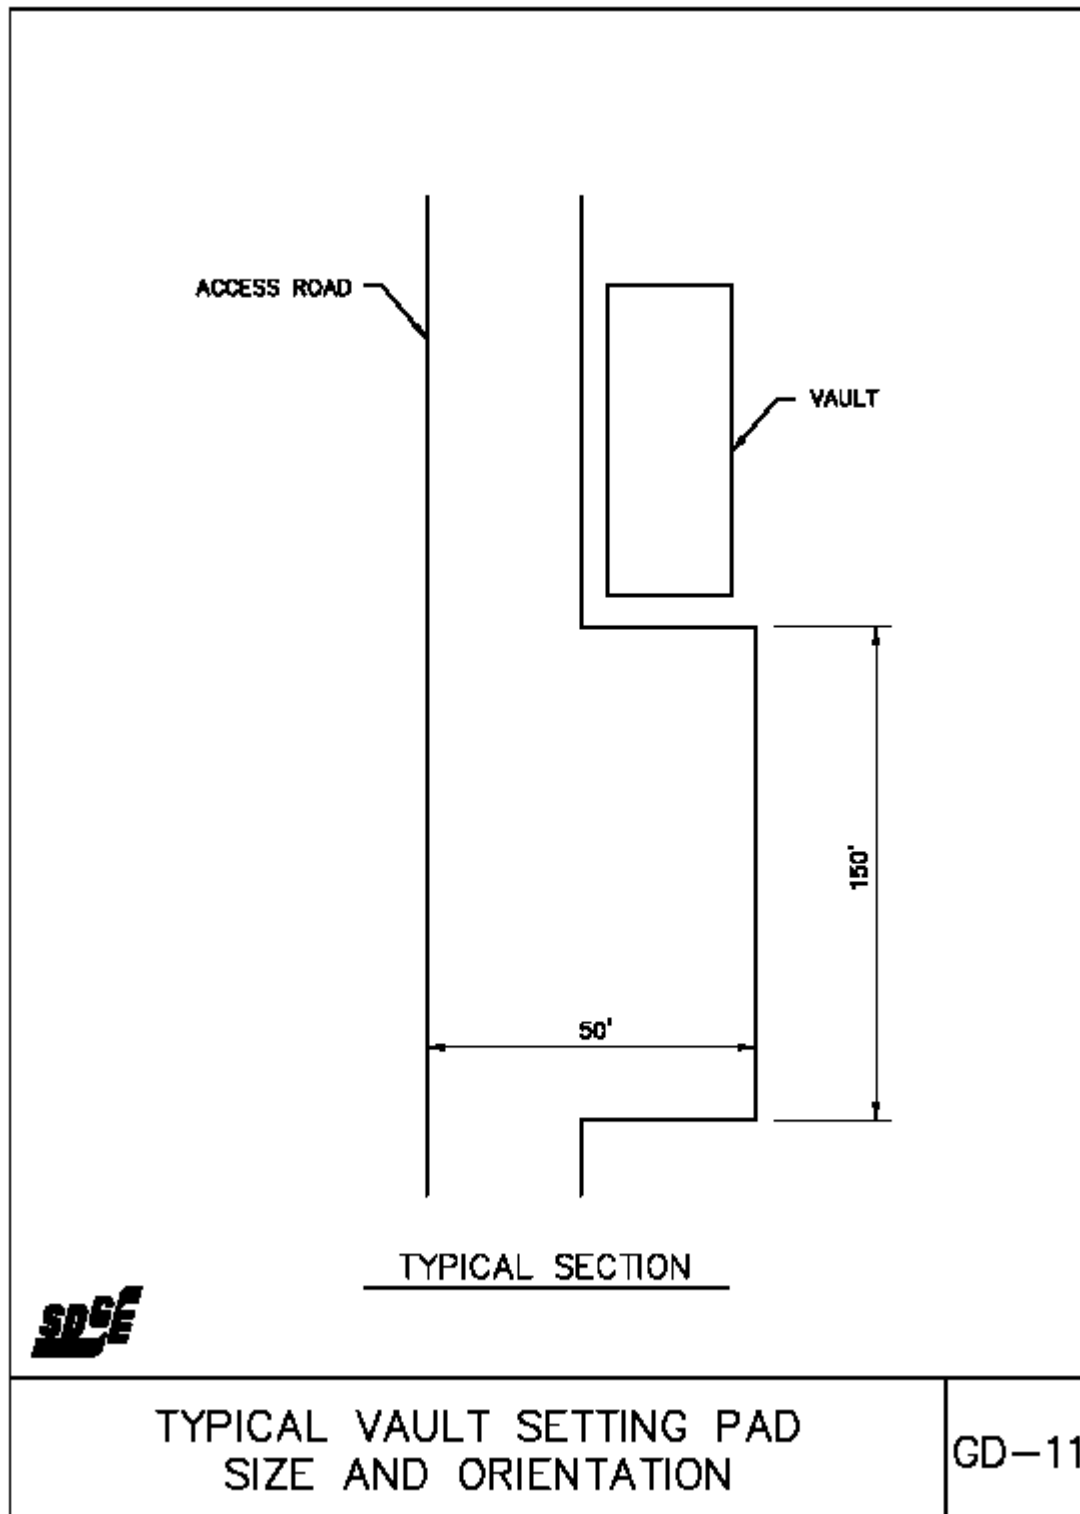 ACCESS ROAD
VAULT
150'
50'
TYPICAL SECTION
SDGE
TYPICAL VAULT SETTING PAD
SIZE AND ORIENTATION
GD-11